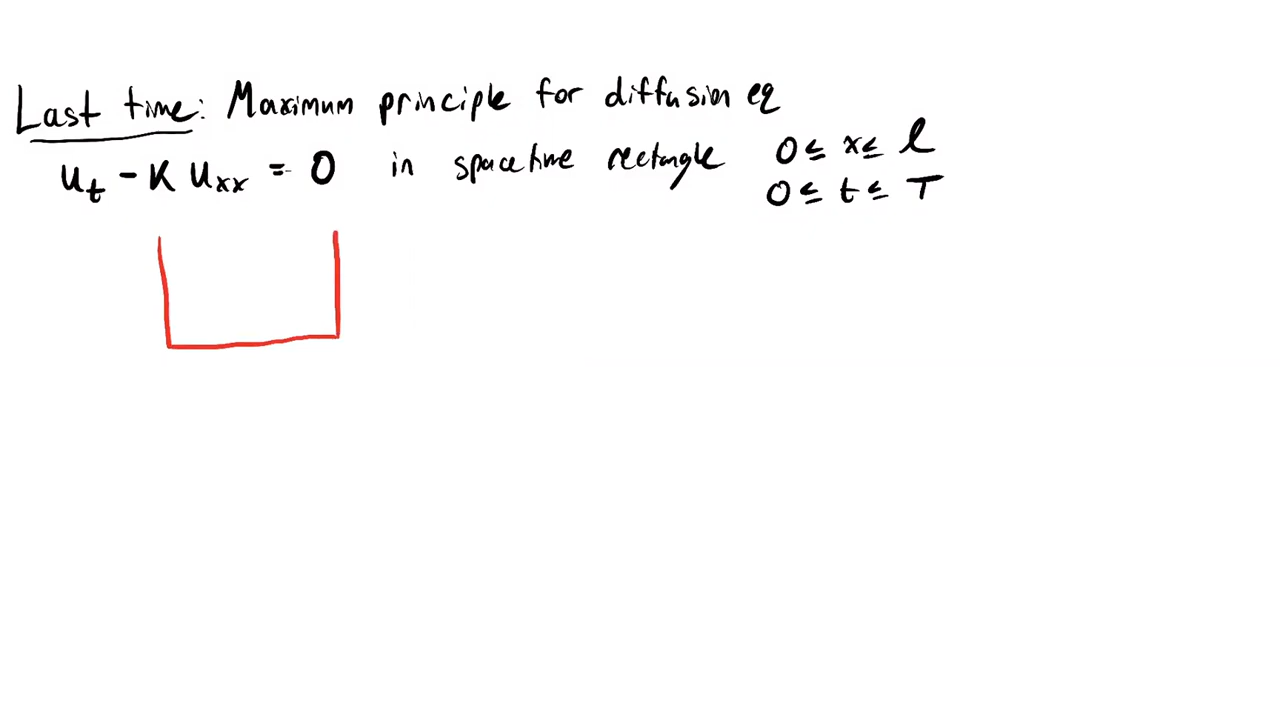 Last time: Maximum principle for diffusion eq
u_t - K u_xx = 0 in spacetime rectangle 0 ≤ x ≤ l
0 ≤ t ≤ T